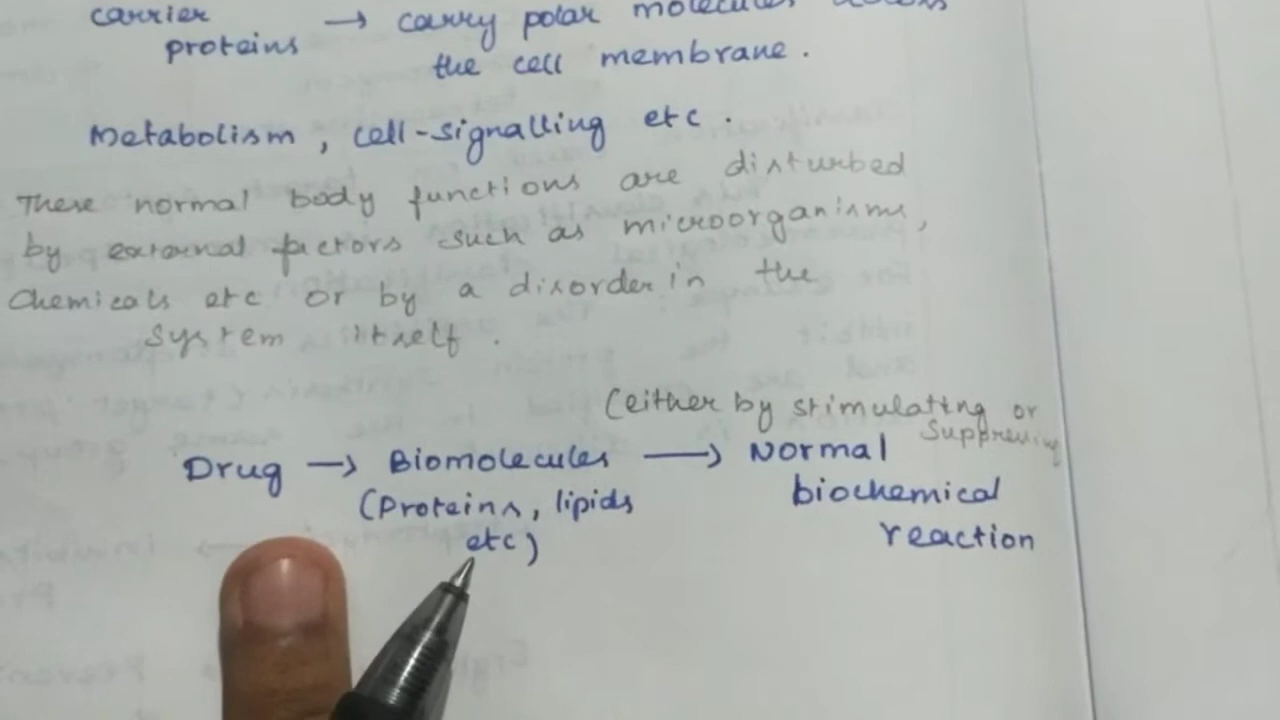 carrier → carry polar molecules across
proteins the cell membrane.
Metabolism, cell-signalling etc.
These normal body functions are disturbed
by external factors such as microorganisms,
chemicals etc or by a disorder in the
system itself.
(either by stimulating or
suppressing
Drug → Biomolecules → Normal
(Proteins, lipids biochemical
etc) reaction